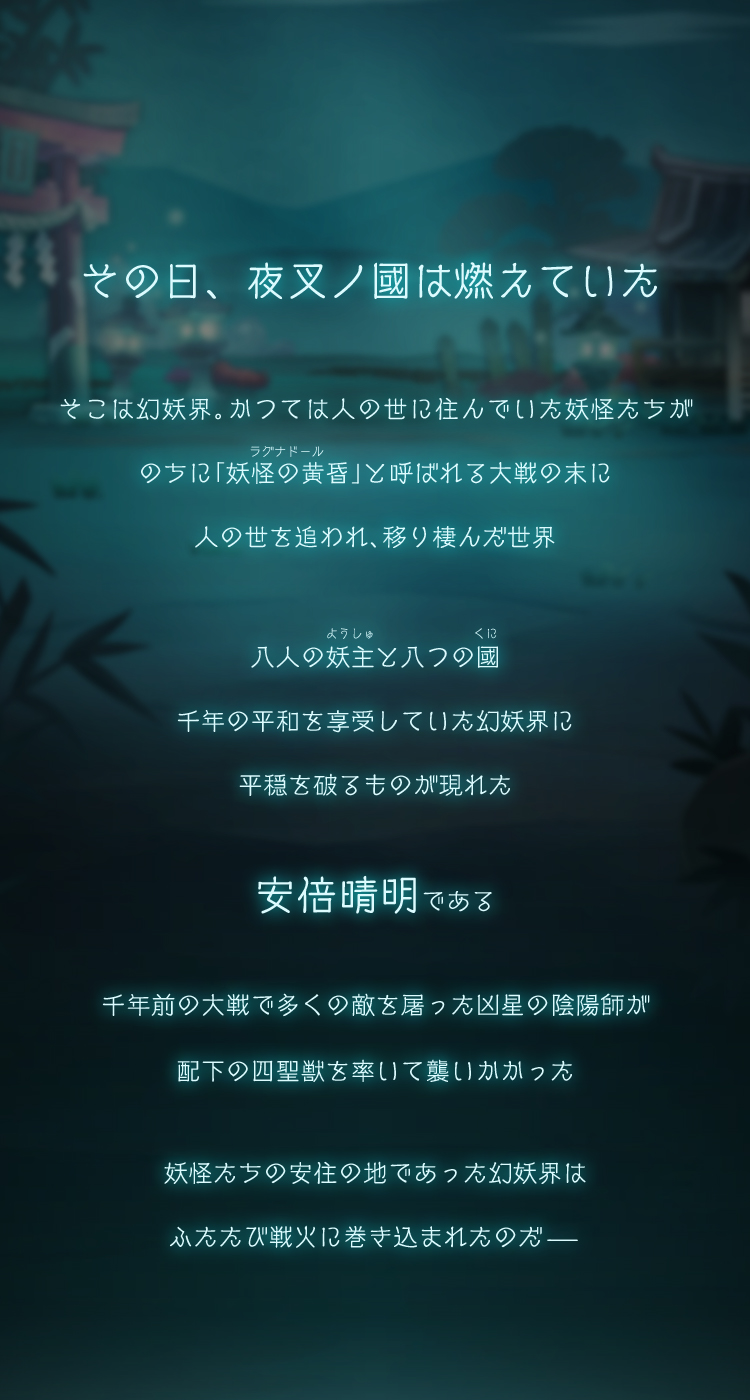 その日、夜叉ノ國は燃えていた
そこは幻妖界。かつては人の世に住んでいた妖怪たちが
ラグナドール
のちに「妖怪の黄昏」と呼ばれる大戦の末に
人の世を追われ、移り棲んだ世界
ようしゅ くに
八人の妖主と八つの國
千年の平和を享受していた幻妖界に
平穏を破るものが現れた
安倍晴明である
千年前の大戦で多くの敵を屠った凶星の陰陽師が
配下の四聖獣を率いて襲いかかった
妖怪たちの安住の地であった幻妖界は
ふたたび戦火に巻き込まれたのだ──